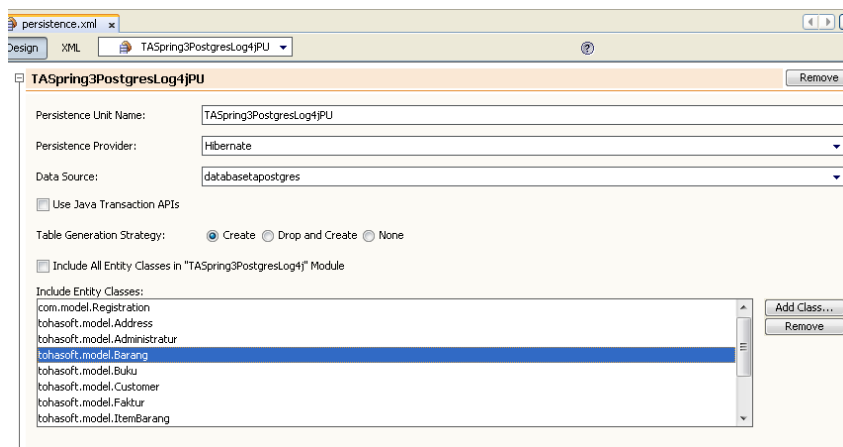 persistence.xml x
Design XML TASpring3PostgresLog4jPU
TASpring3PostgresLog4jPU Remove
Persistence Unit Name: TASpring3PostgresLog4jPU
Persistence Provider: Hibernate
Data Source: databasetapostgres
Use Java Transaction APIs
Table Generation Strategy: Create Drop and Create None
Include All Entity Classes in "TASpring3PostgresLog4j" Module
Include Entity Classes:
com.model.Registration Add Class...
tohasoft.model.Address Remove
tohasoft.model.Administratur
tohasoft.model.Barang
tohasoft.model.Buku
tohasoft.model.Customer
tohasoft.model.Faktur
tohasoft.model.ItemBarang